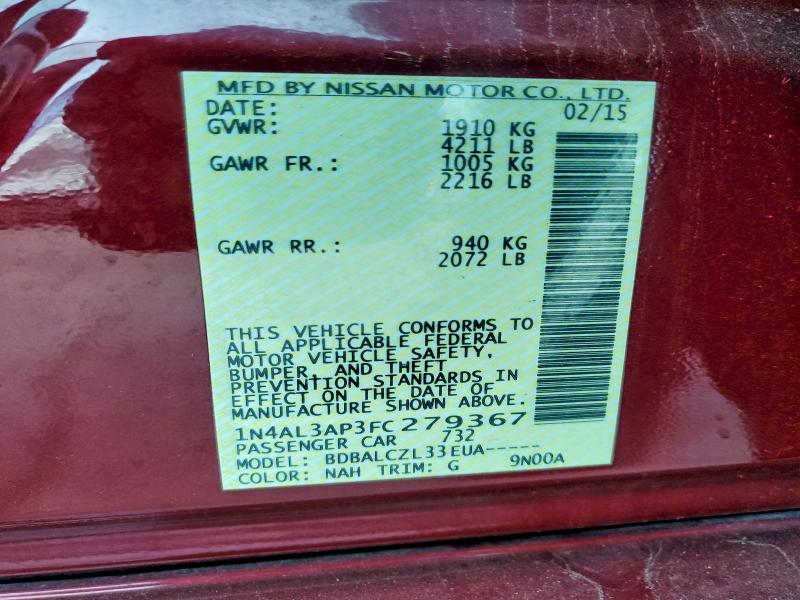 MFD BY NISSAN MOTOR CO., LTD.
DATE: 02/15
GVWR: 1910 KG
4211 LB
GAWR FR.: 1005 KG
2216 LB
GAWR RR.: 940 KG
2072 LB
THIS VEHICLE CONFORMS TO
ALL APPLICABLE FEDERAL
MOTOR VEHICLE SAFETY,
BUMPER, AND THEFT
PREVENTION STANDARDS IN
EFFECT ON THE DATE OF
MANUFACTURE SHOWN ABOVE.
1N4AL3AP3FC279367
PASSENGER CAR 732
MODEL: BDBALCZL33EUA-----
COLOR: NAH TRIM: G 9N00A